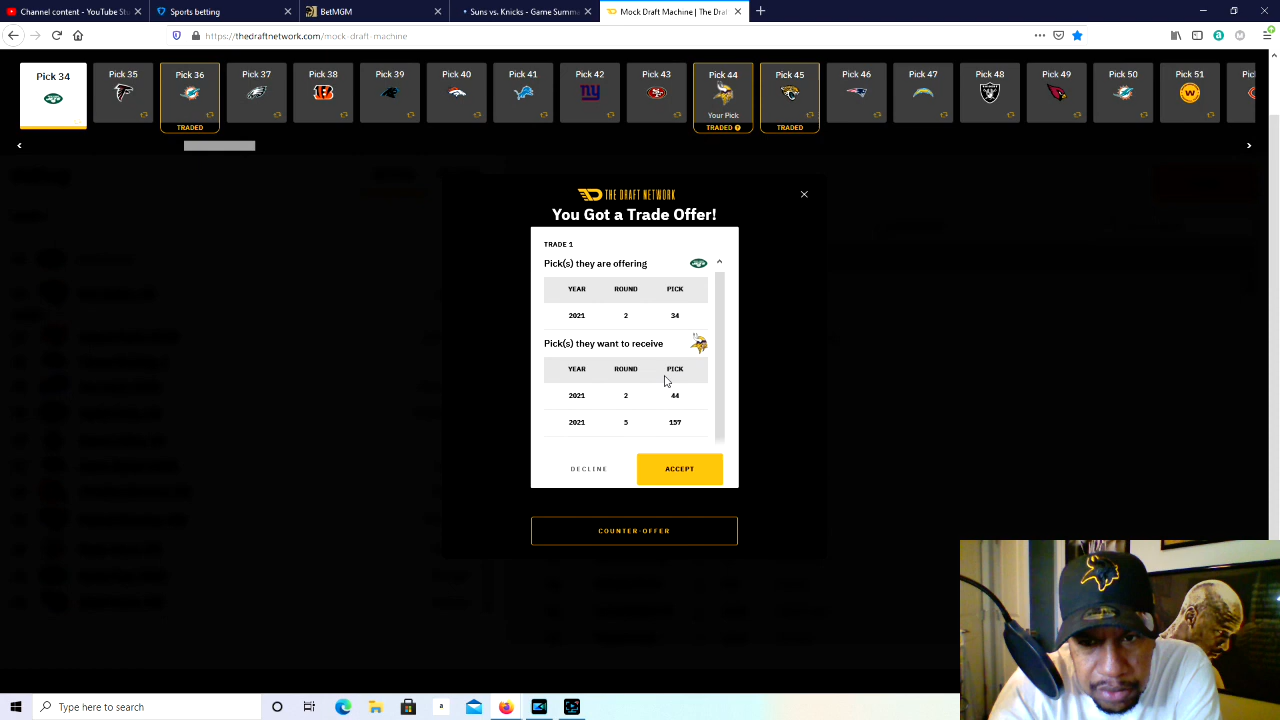 Channel content - YouTube St
Sports betting
BetMGM
Suns vs. Knicks - Game Summa
Mock Draft Machine | The Draf
https://thedraftnetwork.com/mock-draft-machine
Pick 34
Pick 35
Pick 36
TRADED
Pick 37
Pick 38
Pick 39
Pick 40
Pick 41
Pick 42
Pick 43
Pick 44
Your Pick
TRADED
Pick 45
TRADED
Pick 46
Pick 47
Pick 48
Pick 49
Pick 50
Pick 51
THE DRAFT NETWORK
You Got a Trade Offer!
TRADE 1
Pick(s) they are offering
YEAR ROUND PICK
2021 2 34
Pick(s) they want to receive
YEAR ROUND PICK
2021 2 44
2021 5 157
DECLINE ACCEPT
COUNTER-OFFER
Type here to search